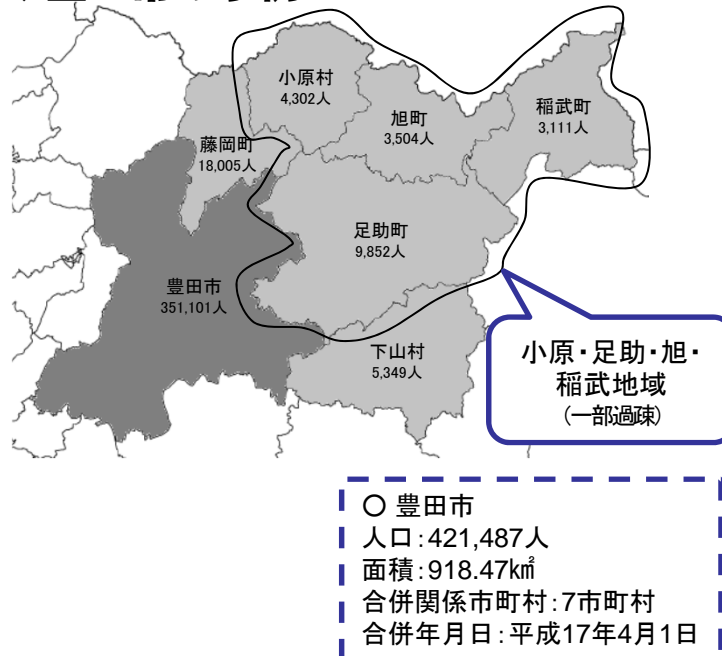 小原村
4,302人
旭町
3,504人
稲武町
3,111人
藤岡町
18,005人
足助町
9,852人
豊田市
351,101人
下山村
5,349人
小原・足助・旭・
稲武地域
(一部過疎)
○ 豊田市
人口:421,487人
面積:918.47㎢
合併関係市町村:7市町村
合併年月日:平成17年4月1日